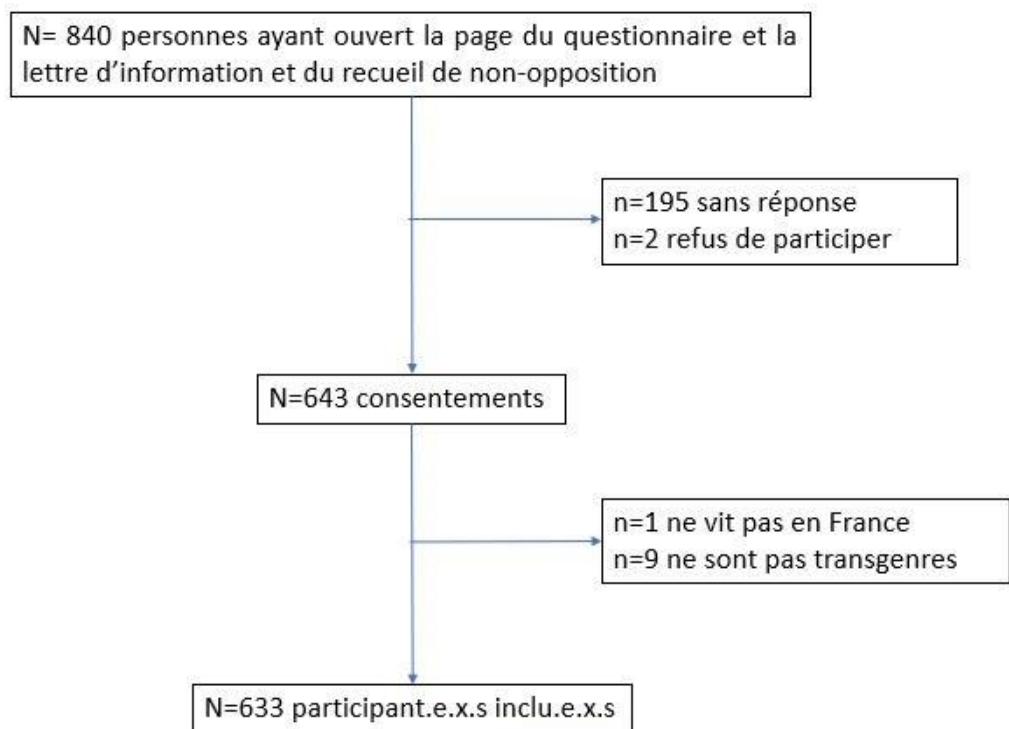 N= 840 personnes ayant ouvert la page du questionnaire et la
lettre d’information et du recueil de non-opposition
n=195 sans réponse
n=2 refus de participer
N=643 consentements
n=1 ne vit pas en France
n=9 ne sont pas transgenres
N=633 participant.e.x.s inclu.e.x.s